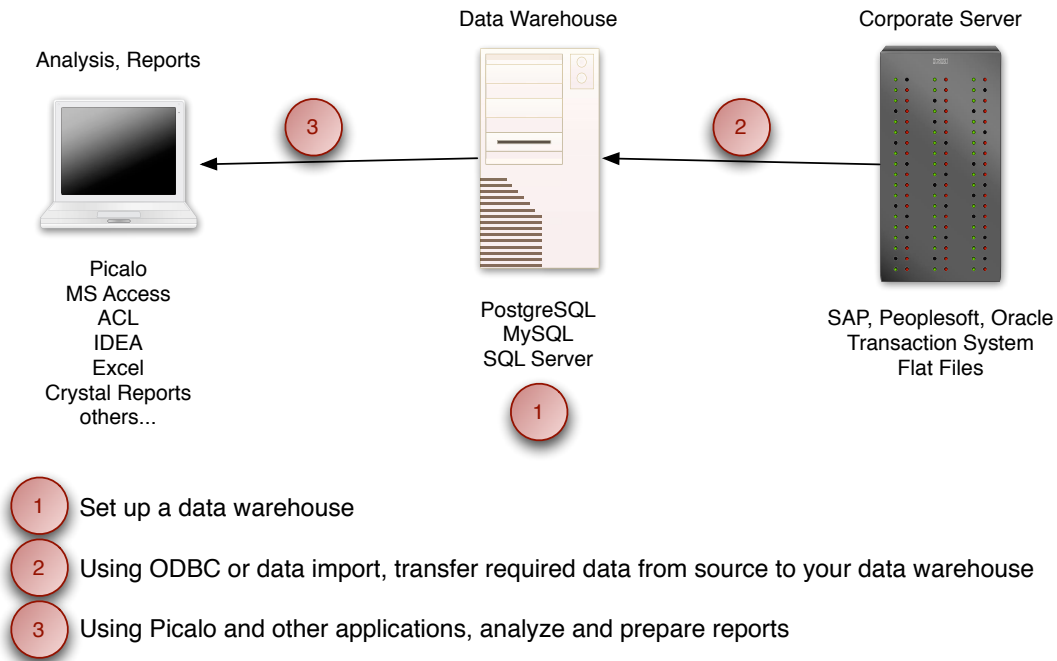 Data Warehouse
Corporate Server
Analysis, Reports
3
2
Picalo
MS Access
ACL
IDEA
Excel
Crystal Reports
others...
PostgreSQL
MySQL
SQL Server
1
SAP, Peoplesoft, Oracle
Transaction System
Flat Files
1 Set up a data warehouse
2 Using ODBC or data import, transfer required data from source to your data warehouse
3 Using Picalo and other applications, analyze and prepare reports